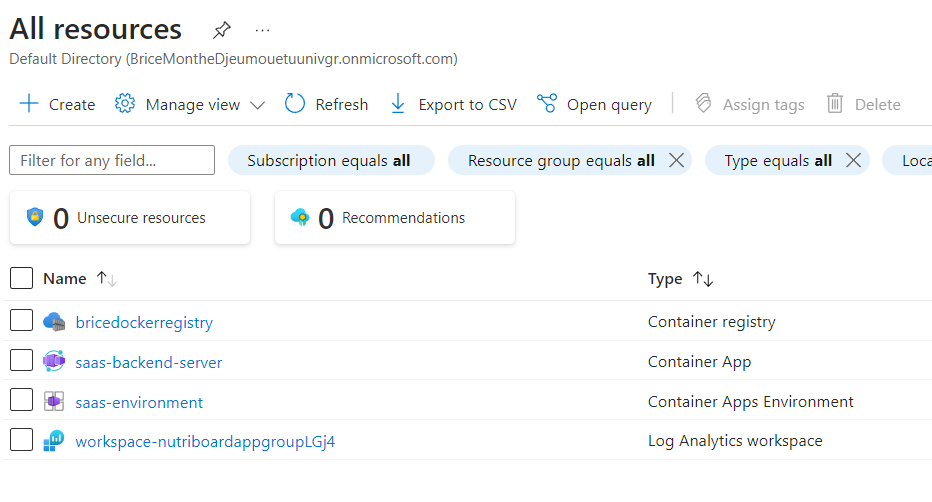 All resources ...
Default Directory (BriceMontheDjeumouetuunivgr.onmicrosoft.com)
Create Manage view Refresh Export to CSV Open query Assign tags Delete
Filter for any field... Subscription equals all Resource group equals all Type equals all Loca
0 Unsecure resources 0 Recommendations
Name Type
bricedockerregistry Container registry
saas-backend-server Container App
saas-environment Container Apps Environment
workspace-nutriboardappgroupLGj4 Log Analytics workspace